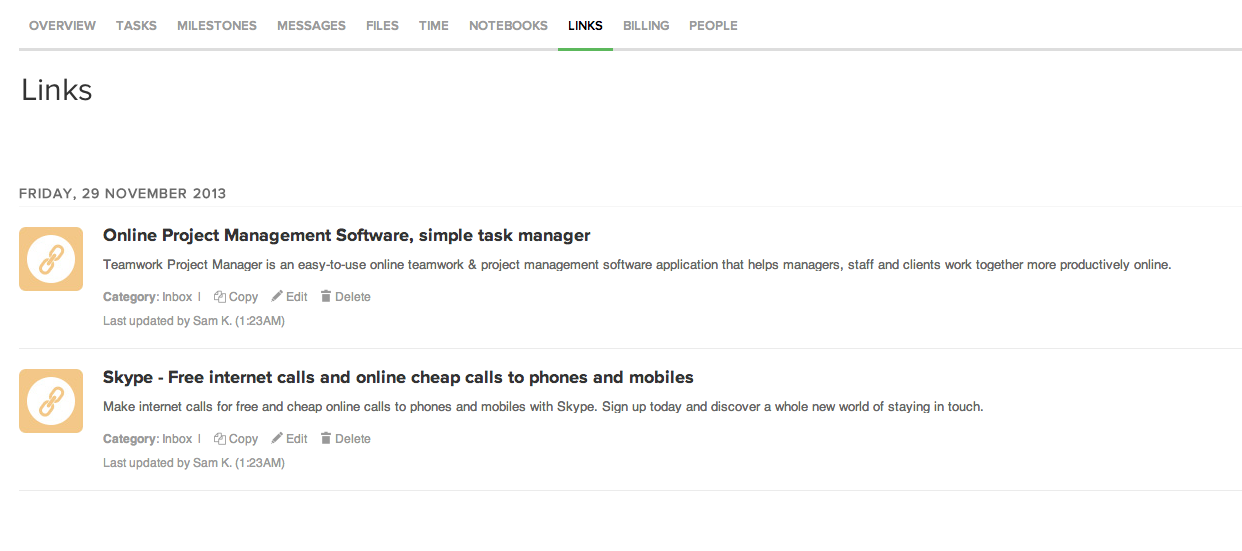 OVERVIEW TASKS MILESTONES MESSAGES FILES TIME NOTEBOOKS LINKS BILLING PEOPLE
Links
FRIDAY, 29 NOVEMBER 2013
Online Project Management Software, simple task manager
Teamwork Project Manager is an easy-to-use online teamwork & project management software application that helps managers, staff and clients work together more productively online.
Category: Inbox | Copy Edit Delete
Last updated by Sam K. (1:23AM)
Skype - Free internet calls and online cheap calls to phones and mobiles
Make internet calls for free and cheap online calls to phones and mobiles with Skype. Sign up today and discover a whole new world of staying in touch.
Category: Inbox | Copy Edit Delete
Last updated by Sam K. (1:23AM)